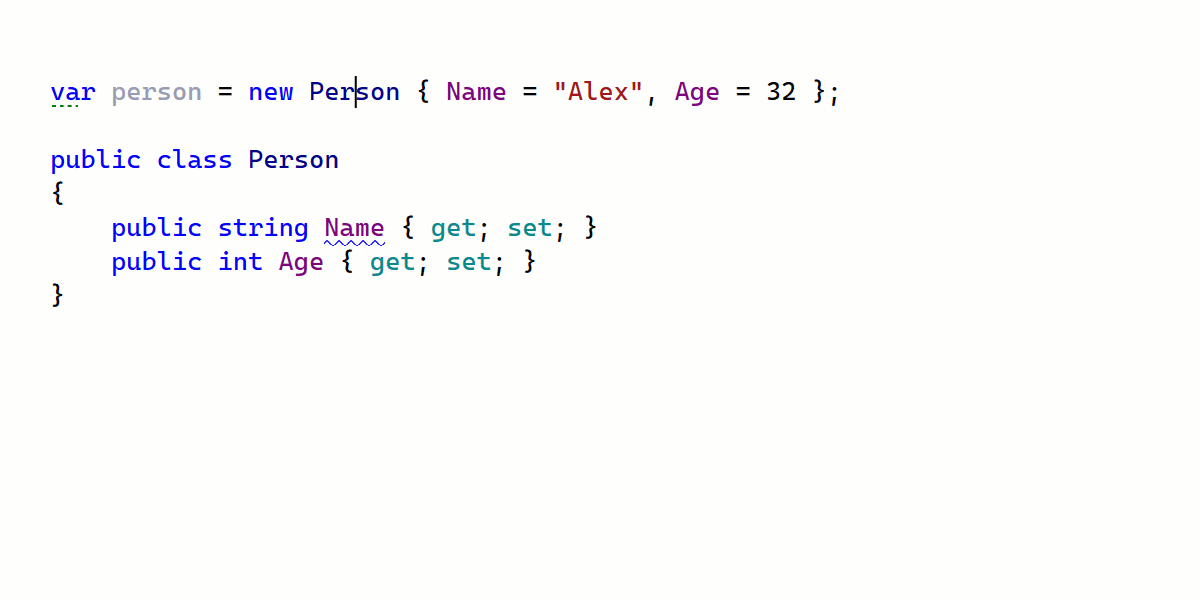 var person = new Person { Name = "Alex", Age = 32 };
public class Person
{
    public string Name { get; set; }
    public int Age { get; set; }
}